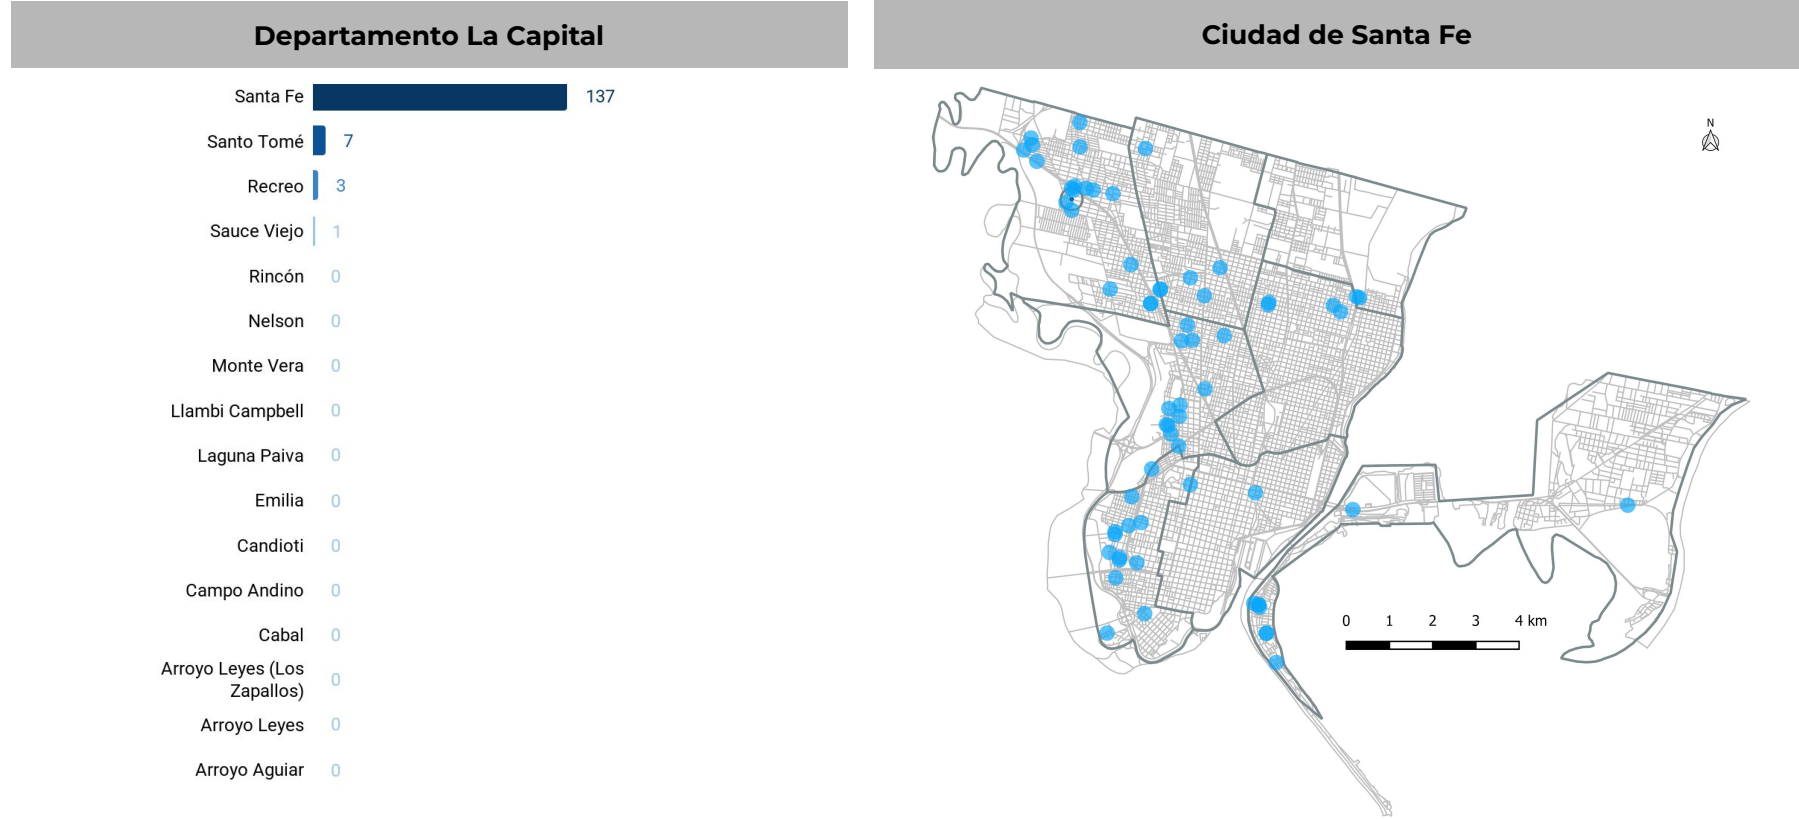 Departamento La Capital
Santa Fe 137
Santo Tomé 7
Recreo 3
Sauce Viejo 1
Rincón 0
Nelson 0
Monte Vera 0
Llambi Campbell 0
Laguna Paiva 0
Emilia 0
Candioti 0
Campo Andino 0
Cabal 0
Arroyo Leyes (Los
Zapallos) 0
Arroyo Leyes 0
Arroyo Aguiar 0
Ciudad de Santa Fe
N
0 1 2 3 4 km